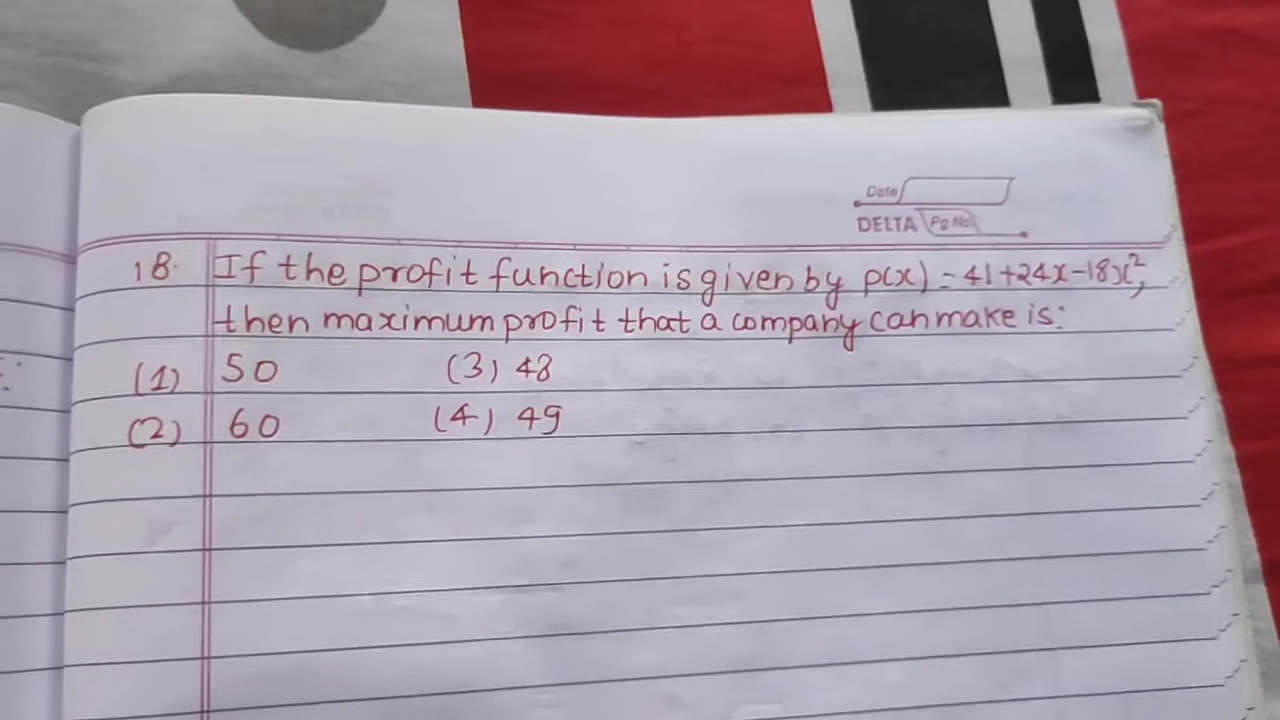 Date
DELTA Pg No
18. If the profit function is given by p(x) = 41+24x-18x²,
then maximum profit that a company can make is:
(1) 50 (3) 48
(2) 60 (4) 49